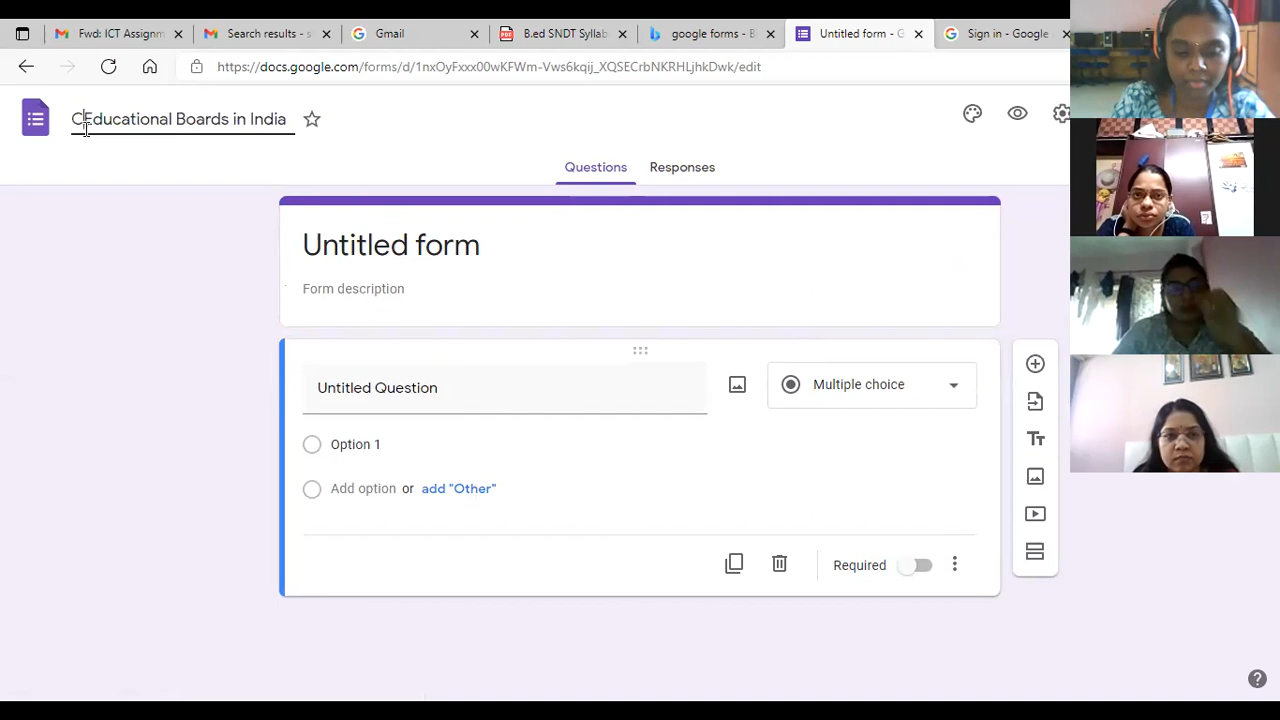 Fwd: ICT Assignm
Search results - s
Gmail
B.ed SNDT Syllab
google forms - B
Untitled form - G
Sign in - Google
https://docs.google.com/forms/d/1nxOyFxxx00wKFWm-Vws6kqij_XQSECrbNKRHLjhkDwk/edit
CEducational Boards in India
Questions
Responses
Untitled form
Form description
Untitled Question
Multiple choice
Option 1
Add option or add "Other"
Required